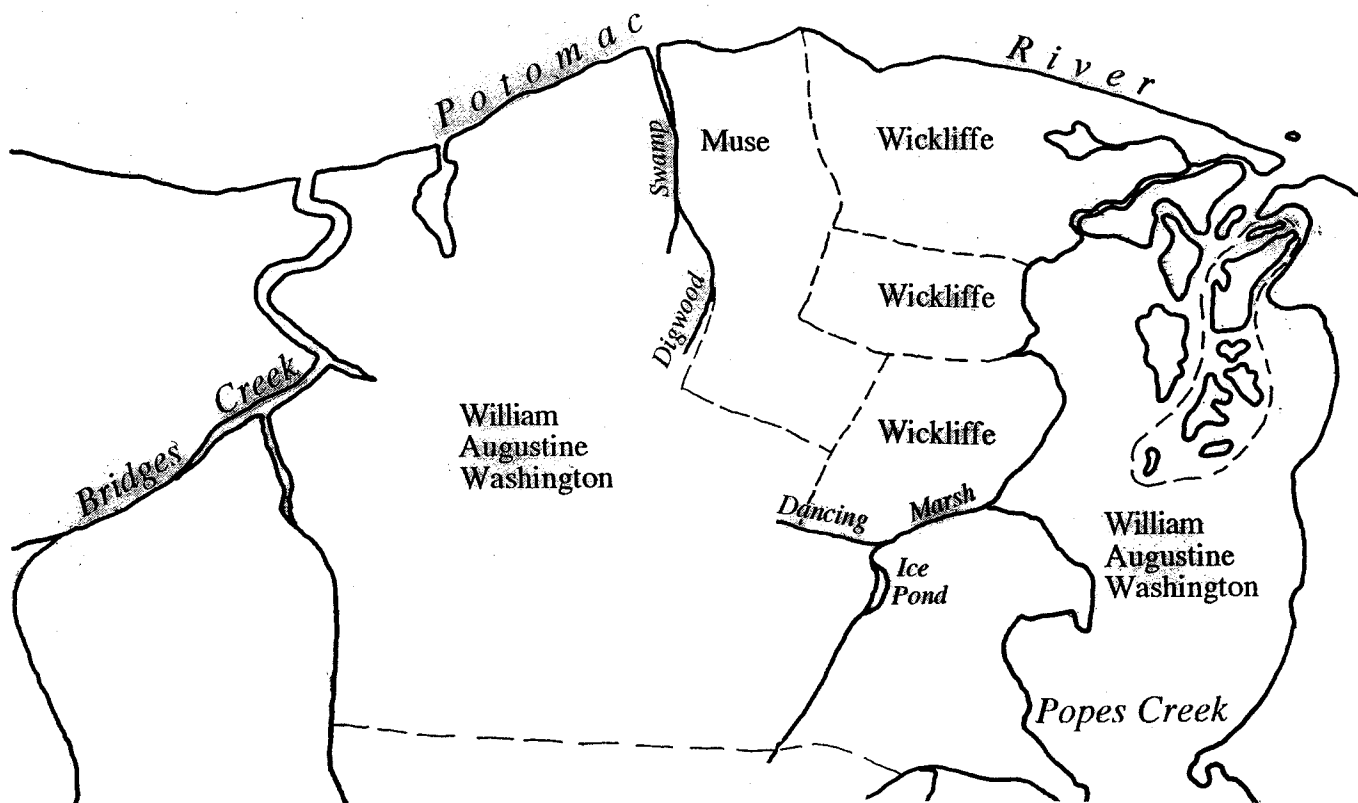 Potomac
River
Swamp
Muse
Wickliffe
Digwood
Wickliffe
Bridges Creek
William
Augustine
Washington
Wickliffe
Dancing Marsh
Ice
Pond
William
Augustine
Washington
Popes Creek